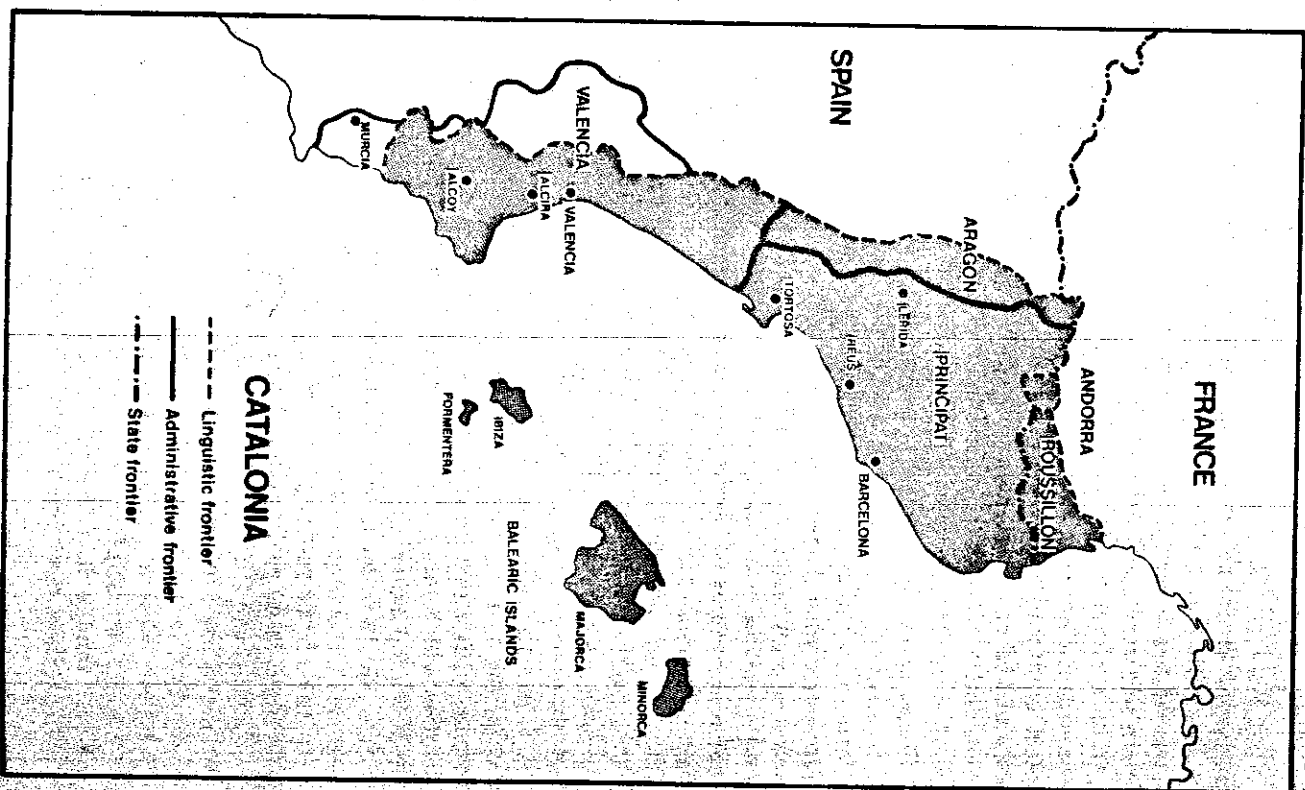 FRANCE
ANDORRA
ROUSSILLON
ARAGON
PRINCIPAT
LERIDA
BARCELONA
REUS
SPAIN
TORTOSA
MINORCA
VALENCIA
MAJORCA
VALENCIA
ALCIRA
BALEARIC ISLANDS
IBIZA
ALCOY
FORMENTERA
MURCIA
CATALONIA
Linguistic frontier
Administrative frontier
State frontier